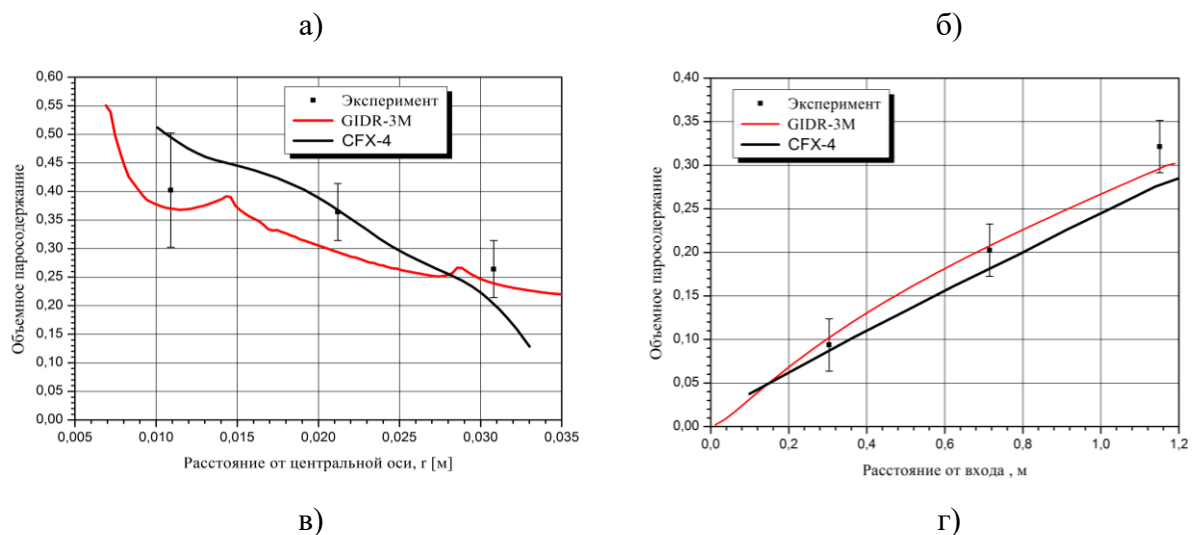 а) б)
0,60
0,55
0,50
0,45
0,40
0,35
0,30
0,25
0,20
0,15
0,10
0,05
0,00
Объемное паросодержание
Эксперимент
GIDR-3M
CFX-4
0,005 0,010 0,015 0,020 0,025 0,030 0,035
Расстояние от центральной оси, r [м]
0,40
0,35
0,30
0,25
0,20
0,15
0,10
0,05
0,00
Объемное паросодержание
Эксперимент
GIDR-3M
CFX-4
0,0 0,2 0,4 0,6 0,8 1,0 1,2
Расстояние от входа , м
в) г)